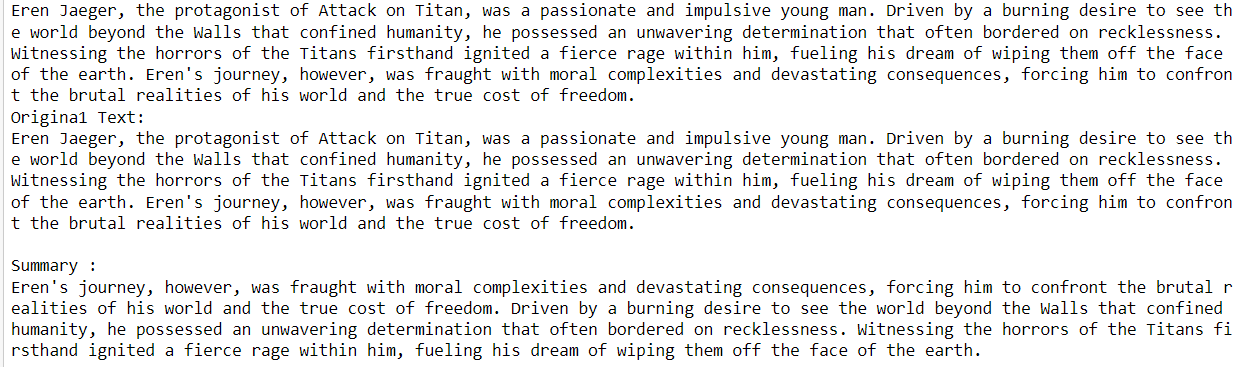 Eren Jaeger, the protagonist of Attack on Titan, was a passionate and impulsive young man. Driven by a burning desire to see th
e world beyond the Walls that confined humanity, he possessed an unwavering determination that often bordered on recklessness.
Witnessing the horrors of the Titans firsthand ignited a fierce rage within him, fueling his dream of wiping them off the face
of the earth. Eren's journey, however, was fraught with moral complexities and devastating consequences, forcing him to confron
t the brutal realities of his world and the true cost of freedom.
Origina1 Text:
Eren Jaeger, the protagonist of Attack on Titan, was a passionate and impulsive young man. Driven by a burning desire to see th
e world beyond the Walls that confined humanity, he possessed an unwavering determination that often bordered on recklessness.
Witnessing the horrors of the Titans firsthand ignited a fierce rage within him, fueling his dream of wiping them off the face
of the earth. Eren's journey, however, was fraught with moral complexities and devastating consequences, forcing him to confron
t the brutal realities of his world and the true cost of freedom.
Summary :
Eren's journey, however, was fraught with moral complexities and devastating consequences, forcing him to confront the brutal r
ealities of his world and the true cost of freedom. Driven by a burning desire to see the world beyond the Walls that confined
humanity, he possessed an unwavering determination that often bordered on recklessness. Witnessing the horrors of the Titans fi
rsthand ignited a fierce rage within him, fueling his dream of wiping them off the face of the earth.